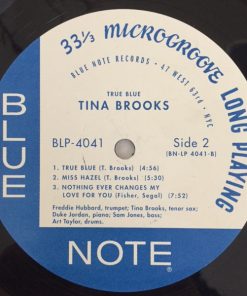 33⅓ MICROGROOVE LONG PLAYING
BLUE NOTE RECORDS • 47 WEST 63rd • NYC
TRUE BLUE
TINA BROOKS
BLP-4041
Side 2
(BN-LP 4041-B)
1. TRUE BLUE (T. Brooks) (4:56)
2. MISS HAZEL (T. Brooks) (5:30)
3. NOTHING EVER CHANGES MY
LOVE FOR YOU (Fisher, Segal) (7:52)
Freddie Hubbard, trumpet; Tina Brooks, tenor sax;
Duke Jordan, piano; Sam Jones, bass;
Art Taylor, drums.
BLUE
NOTE ®